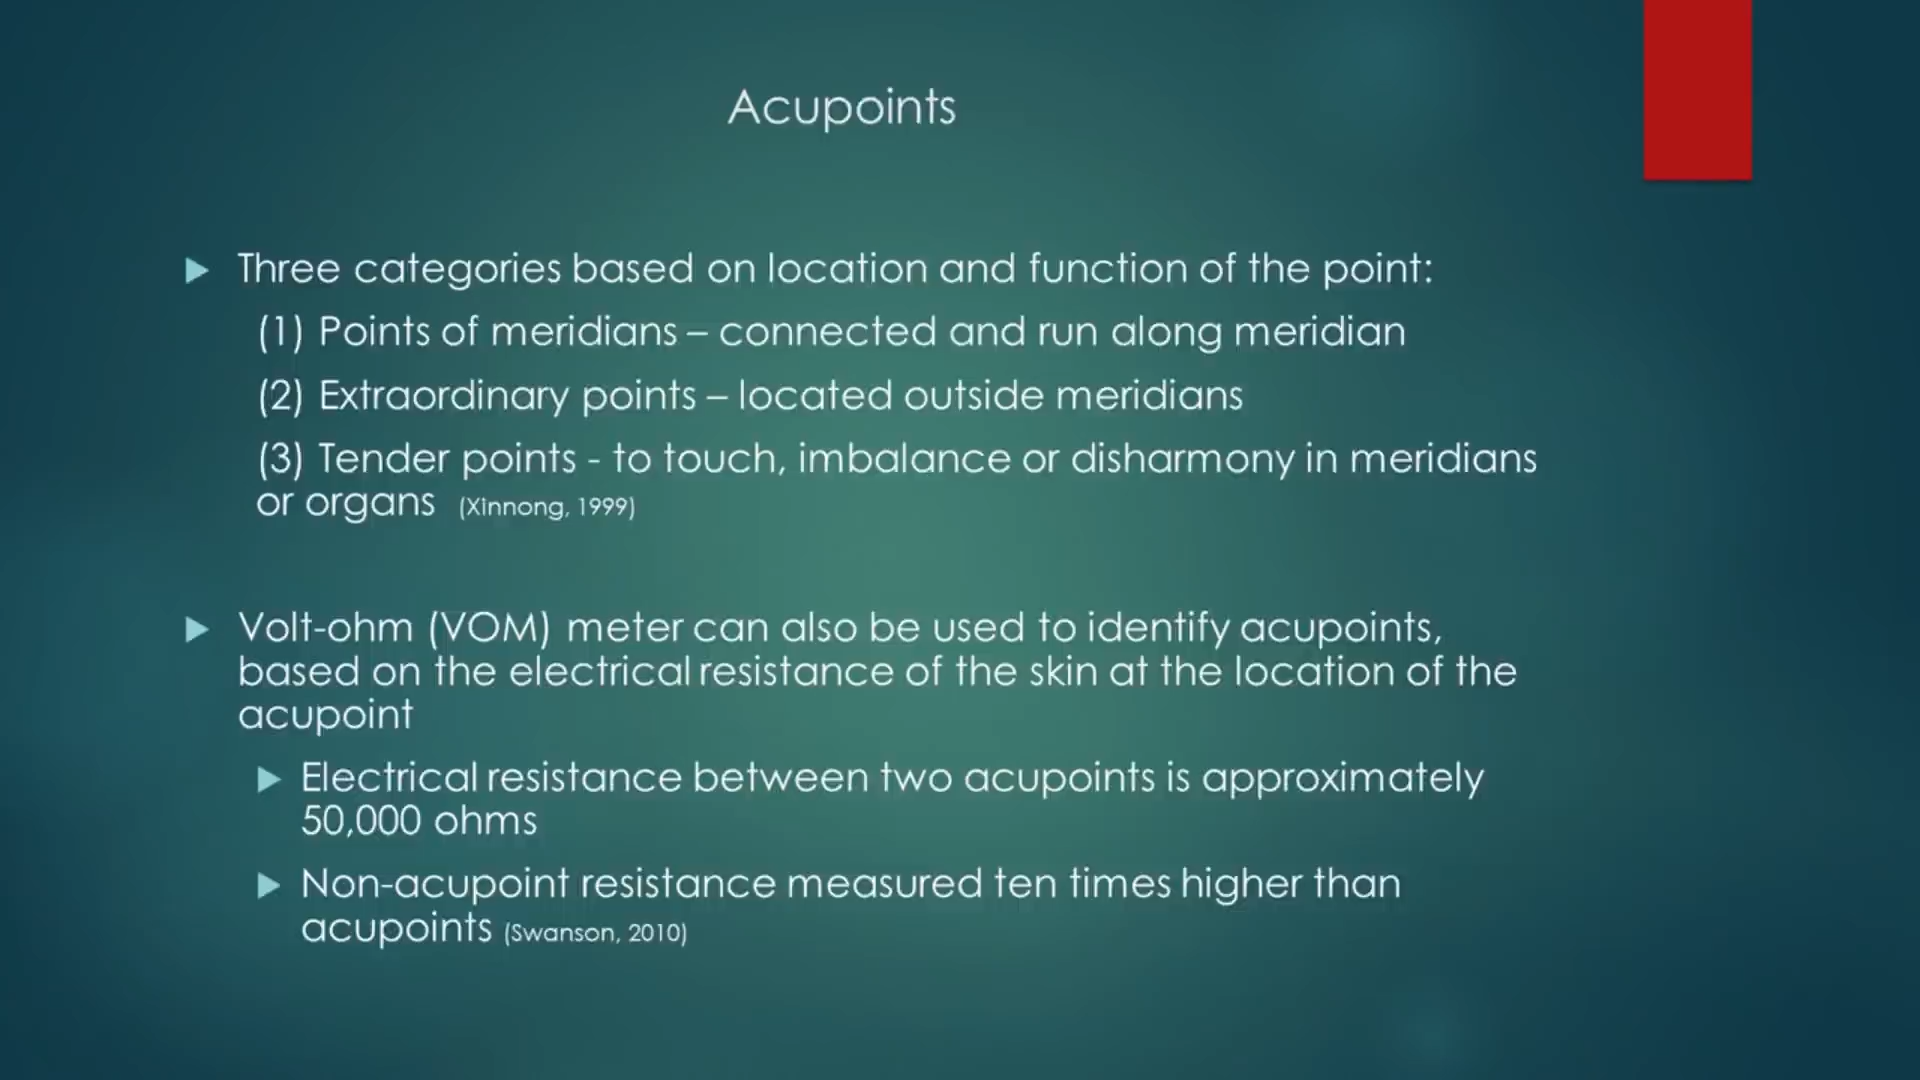 Acupoints
Three categories based on location and function of the point:
(1) Points of meridians – connected and run along meridian
(2) Extraordinary points – located outside meridians
(3) Tender points - to touch, imbalance or disharmony in meridians
or organs (Xinnong, 1999)
Volt-ohm (VOM) meter can also be used to identify acupoints,
based on the electrical resistance of the skin at the location of the
acupoint
Electrical resistance between two acupoints is approximately
50,000 ohms
Non-acupoint resistance measured ten times higher than
acupoints (Swanson, 2010)